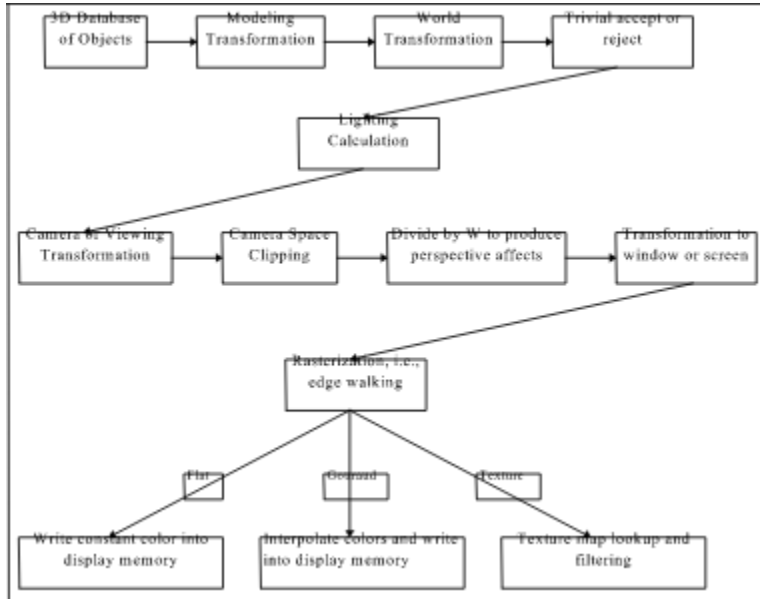 3D Database
of Objects
Modeling
Transformation
World
Transformation
Trivial accept or
reject
Lighting
Calculation
Camera or Viewing
Transformation
Camera Space
Clipping
Divide by W to produce
perspective affects
Transformation to
window or screen
Rasterization, i.e.,
edge walking
Flat
Gouraud
Texture
Write constant color into
display memory
Interpolate colors and write
into display memory
Texture map lookup and
filtering